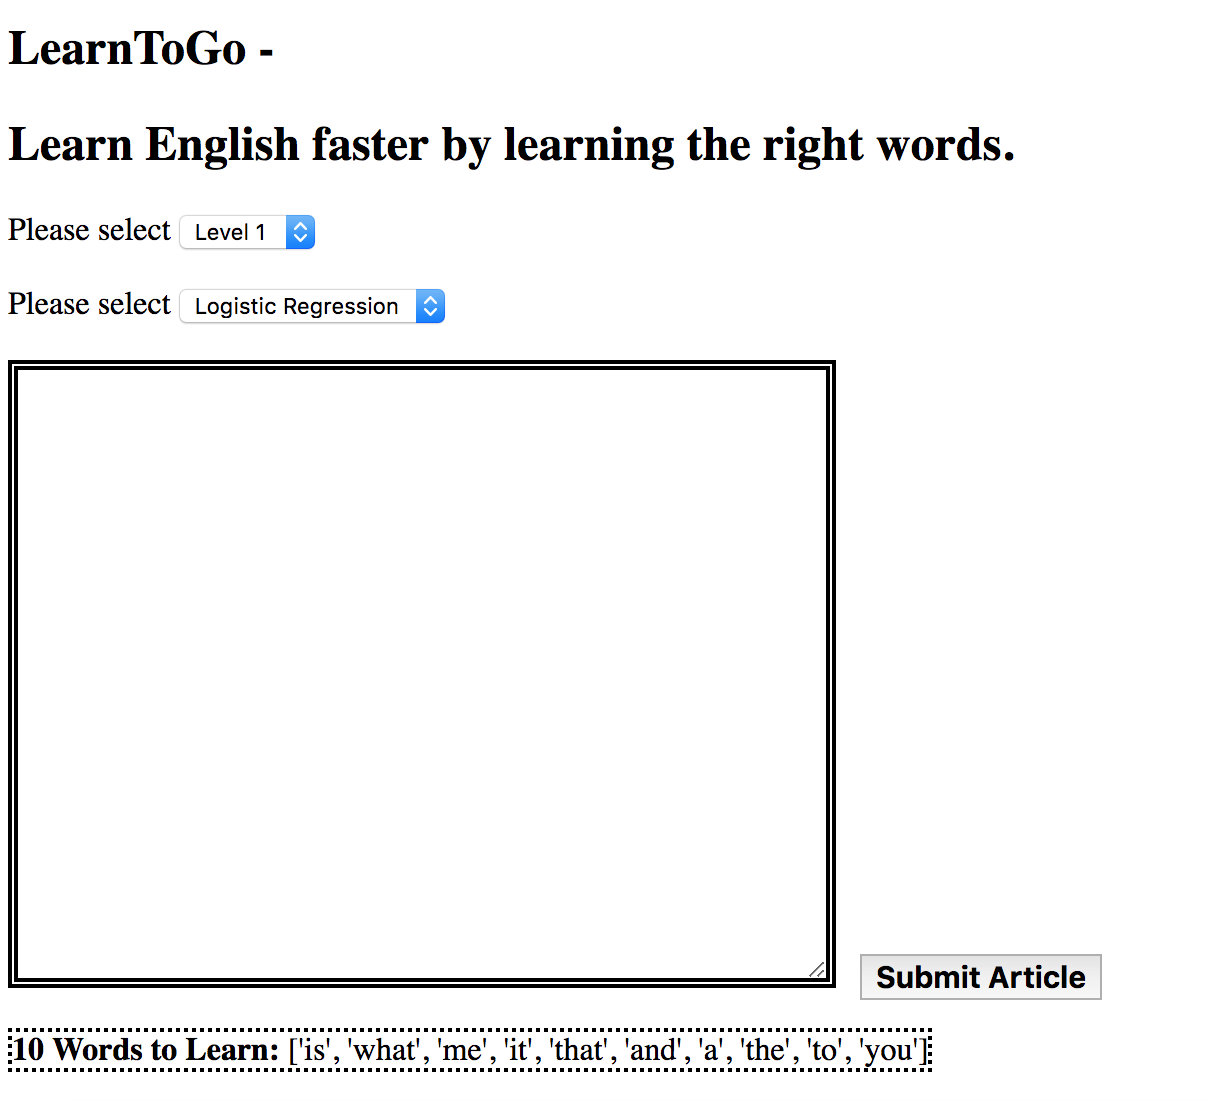 LearnToGo -
Learn English faster by learning the right words.
Please select Level 1
Please select Logistic Regression
Submit Article
10 Words to Learn: ['is', 'what', 'me', 'it', 'that', 'and', 'a', 'the', 'to', 'you']